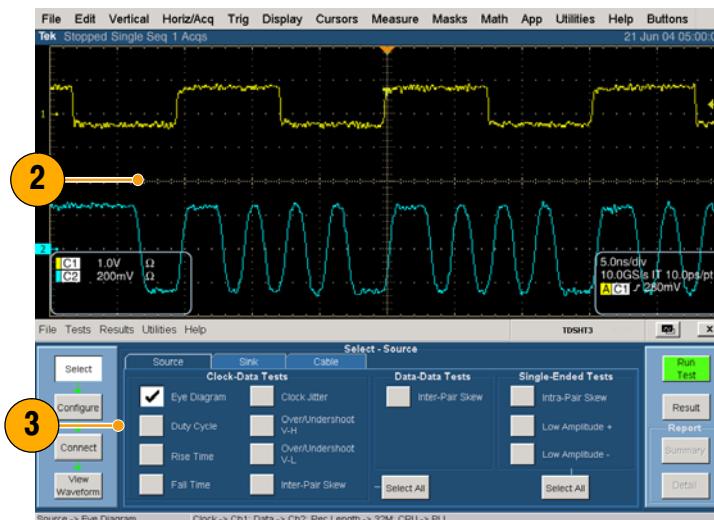 File Edit Vertical Horiz/Acq Trig Display Cursors Measure Masks Math App Utilities Help Buttons
Tek Stopped Single Seq 1 Acqs 21 Jun 04 05:00:
1
2
2
C1 1.0V Ω
C2 200mV Ω
5.0ns/div
10.0GS/s IT 10.0ps/pt
A C1 280mV
File Tests Results Utilities Help TDSHT3 x
Select - Source
Select
Configure
Connect
View
Waveform
3
Source Sink Cable
Clock-Data Tests
Eye Diagram Clock Jitter
Duty Cycle Over/Undershoot
V-H
Rise Time Over/Undershoot
V-L
Fall Time Inter-Pair Skew
Data-Data Tests
Inter-Pair Skew
Select All
Single-Ended Tests
Intra-Pair Skew
Low Amplitude +
Low Amplitude -
Select All
Run
Test
Result
Report
Summary
Detail
Source -> Eye Diagram Clock -> Ch1: Data -> Ch2: Rec Length -> 32M: CRU -> PLL